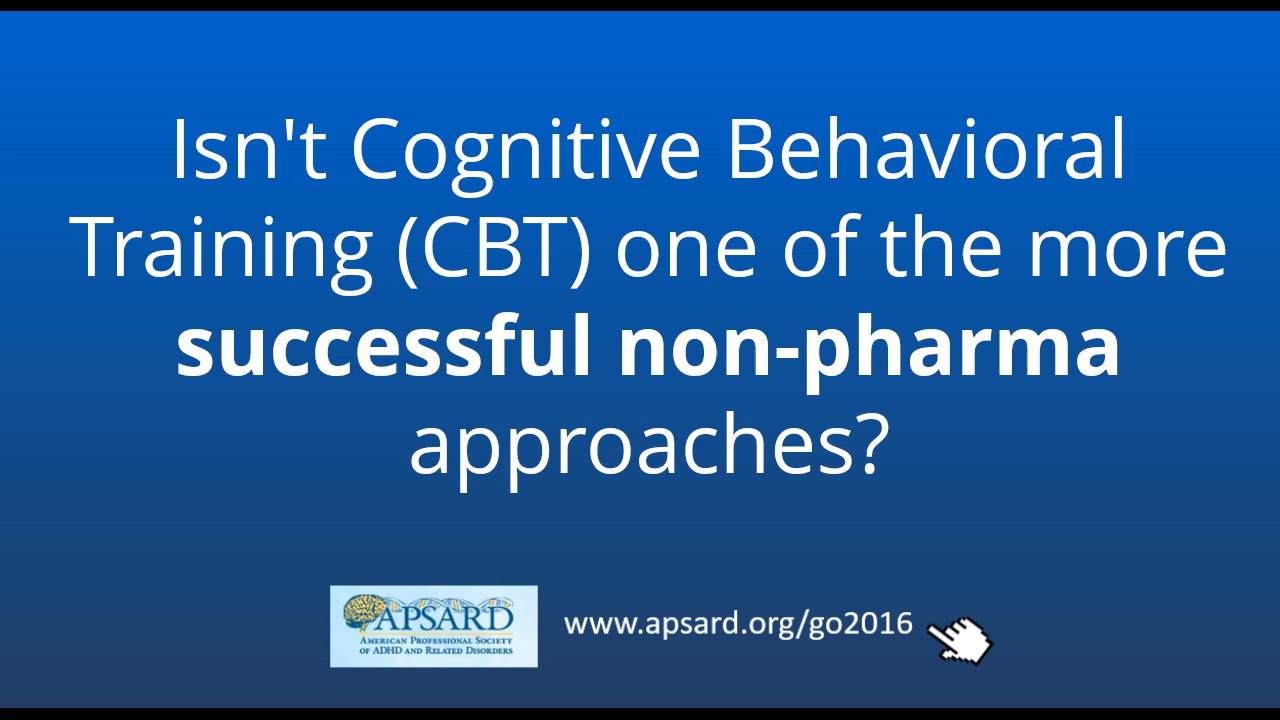 Isn't Cognitive Behavioral
Training (CBT) one of the more
successful non-pharma
approaches?
APSARD
AMERICAN PROFESSIONAL SOCIETY
OF ADHD AND RELATED DISORDERS
www.apsard.org/go2016